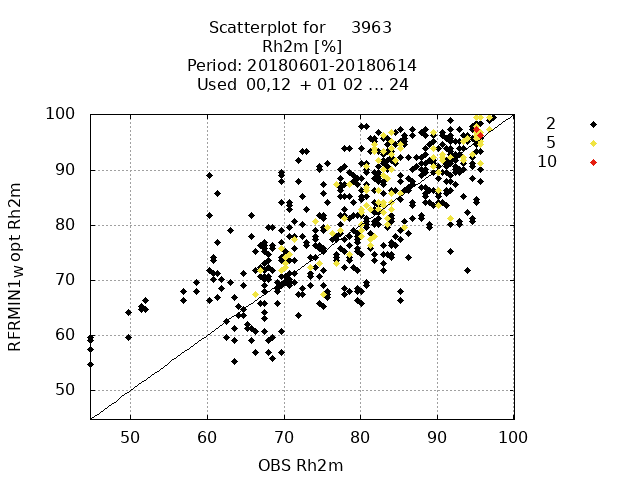 Scatterplot for 3963
Rh2m [%]
Period: 20180601-20180614
Used 00,12 + 01 02 ... 24
100
90
80
70
60
50
RFRMIN1w opt Rh2m
50 60 70 80 90 100
OBS Rh2m
2
5
10